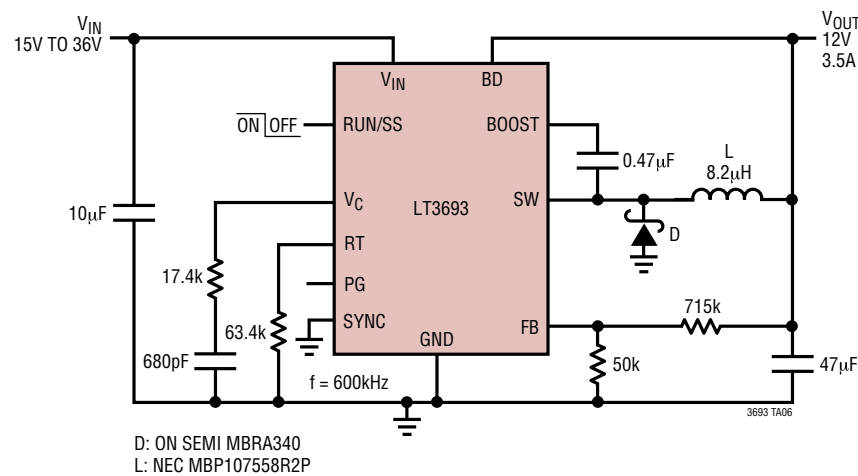 VIN
15V TO 36V
VOUT
12V
3.5A
VIN
BD
ON OFF
RUN/SS
BOOST
0.47µF
L
8.2µH
10µF
VC
LT3693
SW
D
RT
17.4k
PG
715k
63.4k
SYNC
FB
GND
680pF
f = 600kHz
50k
47µF
3693 TA06
D: ON SEMI MBRA340
L: NEC MBP107558R2P